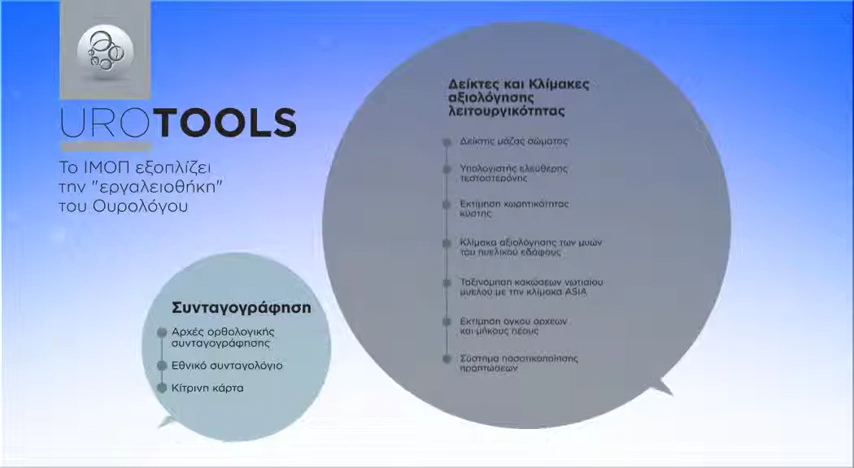 UROTOOLS
Το ΙΜΟΠ εξοπλίζει
την "εργαλειοθήκη"
του Ουρολόγου
Συνταγογράφηση
Αρχές ορθολογικής
συνταγογράφησης
Εθνικό συνταγολόγιο
Κίτρινη κάρτα
Δείκτες και Κλίμακες
αξιολόγησης
λειτουργικότητας
Δείκτης μάζας σώματος
Υπολογιστής ελεύθερης
τεστοστερόνης
Εκτίμηση χωρητικότητας
κύστης
Κλίμακα αξιολόγησης των μυών
του πυελικού εδάφους
Ταξινόμηση κακώσεων νωτιαίου
μυελού με την κλίμακα ASIA
Εκτίμηση όγκου όρχεων
και μήκους πέους
Σύστημα ποσοτικοποίησης
προπτώσεων